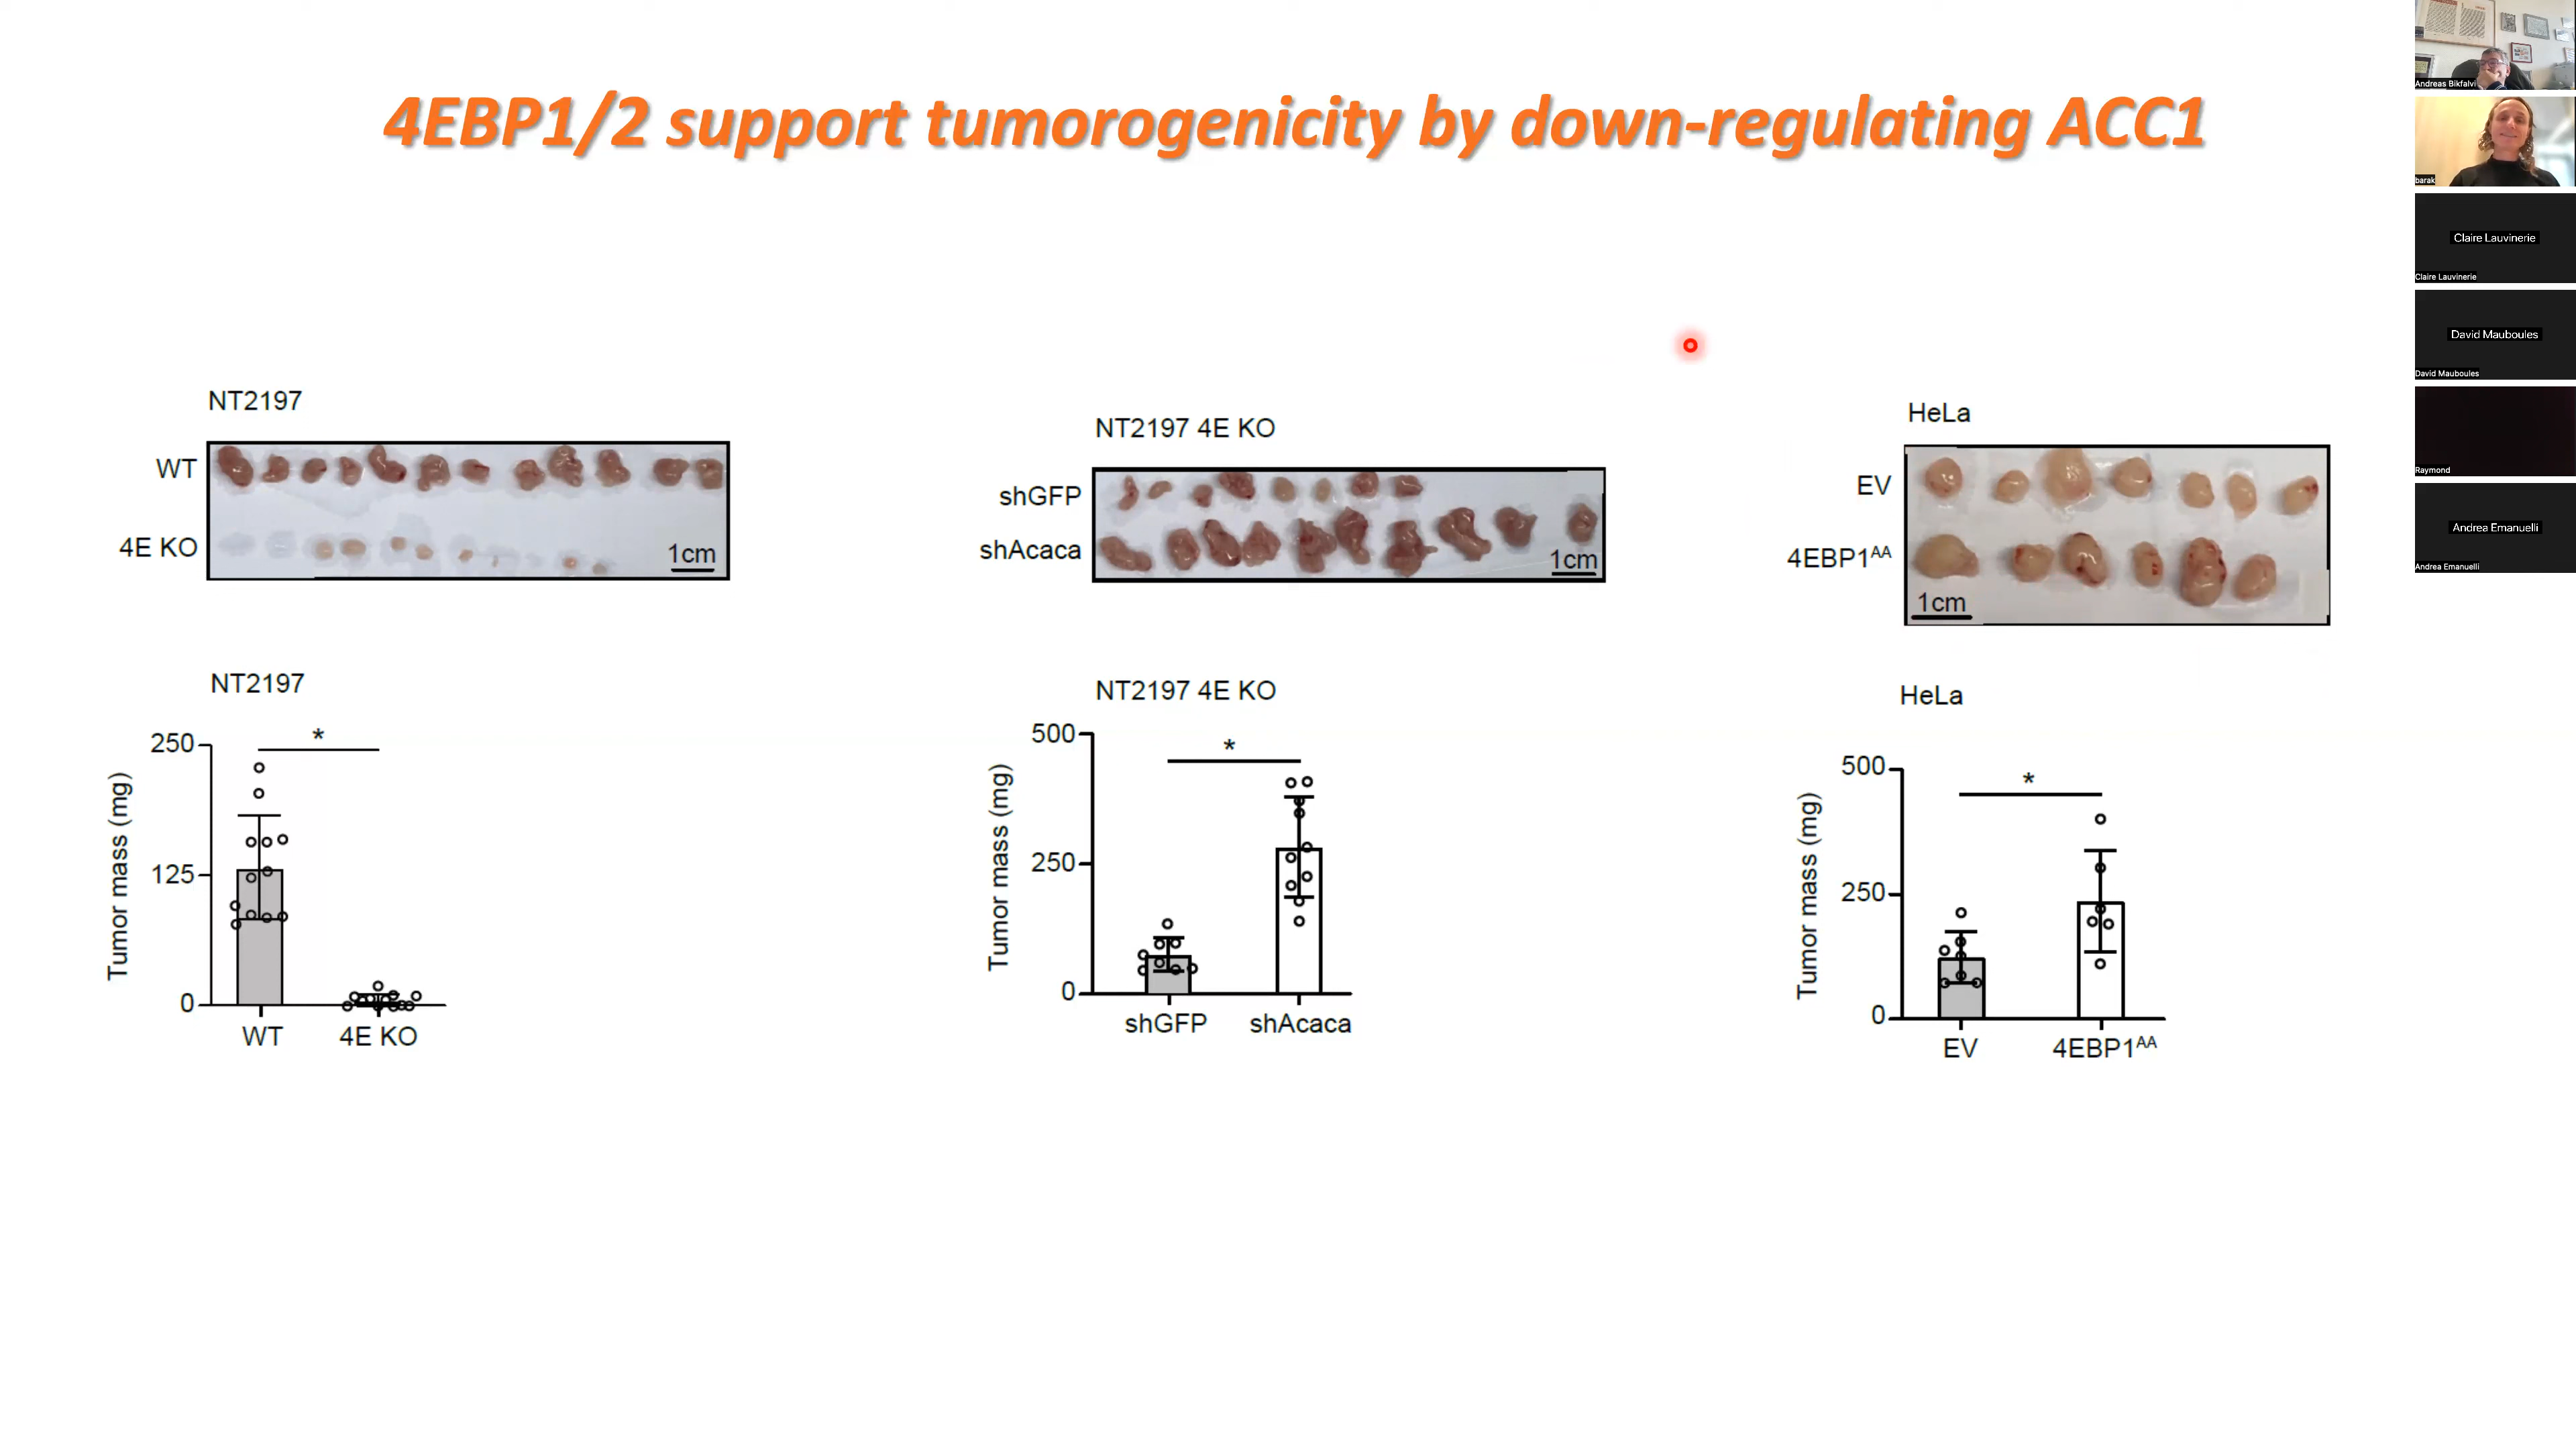 4EBP1/2 support tumorogenicity by down-regulating ACC1
NT2197
WT
4E KO
1cm
NT2197 4E KO
shGFP
shAcaca
1cm
HeLa
EV
4EBP1AA
1cm
NT2197
Tumor mass (mg)
250
125
0
*
WT
4E KO
NT2197 4E KO
Tumor mass (mg)
500
250
0
*
shGFP
shAcaca
HeLa
Tumor mass (mg)
500
250
0
*
EV
4EBP1AA
Andreas Bikfalvi
barak
Claire Lauvinerie
Claire Lauvinerie
David Mauboules
David Mauboules
Raymond
Andrea Emanuelli
Andrea Emanuelli